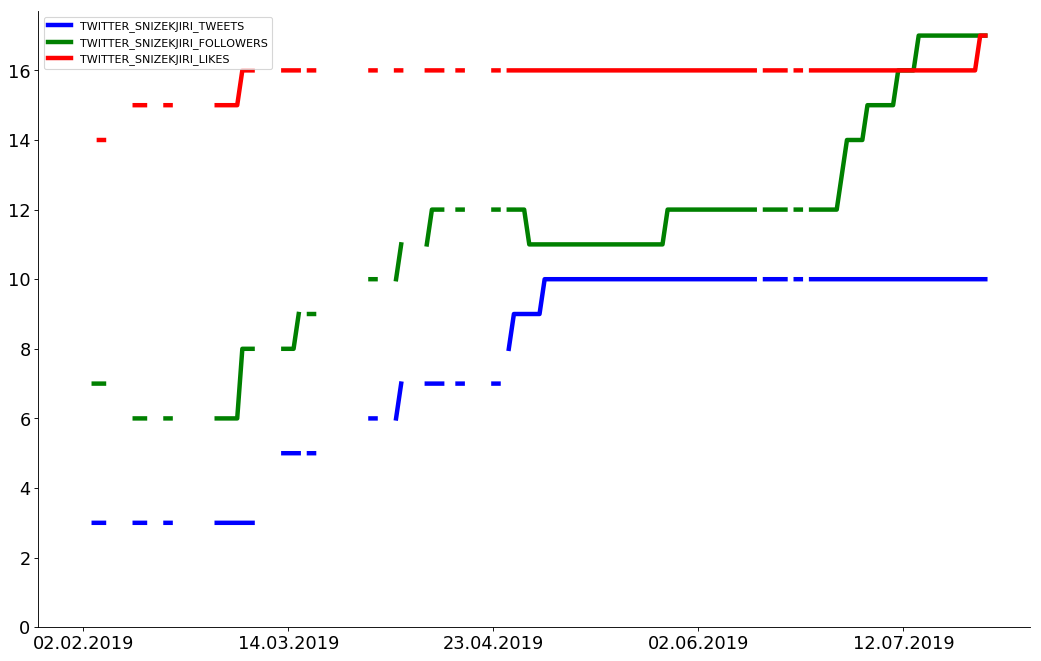 TWITTER_SNIZEKJIRI_TWEETS
TWITTER_SNIZEKJIRI_FOLLOWERS
TWITTER_SNIZEKJIRI_LIKES
16
14
12
10
8
6
4
2
0
02.02.2019 14.03.2019 23.04.2019 02.06.2019 12.07.2019